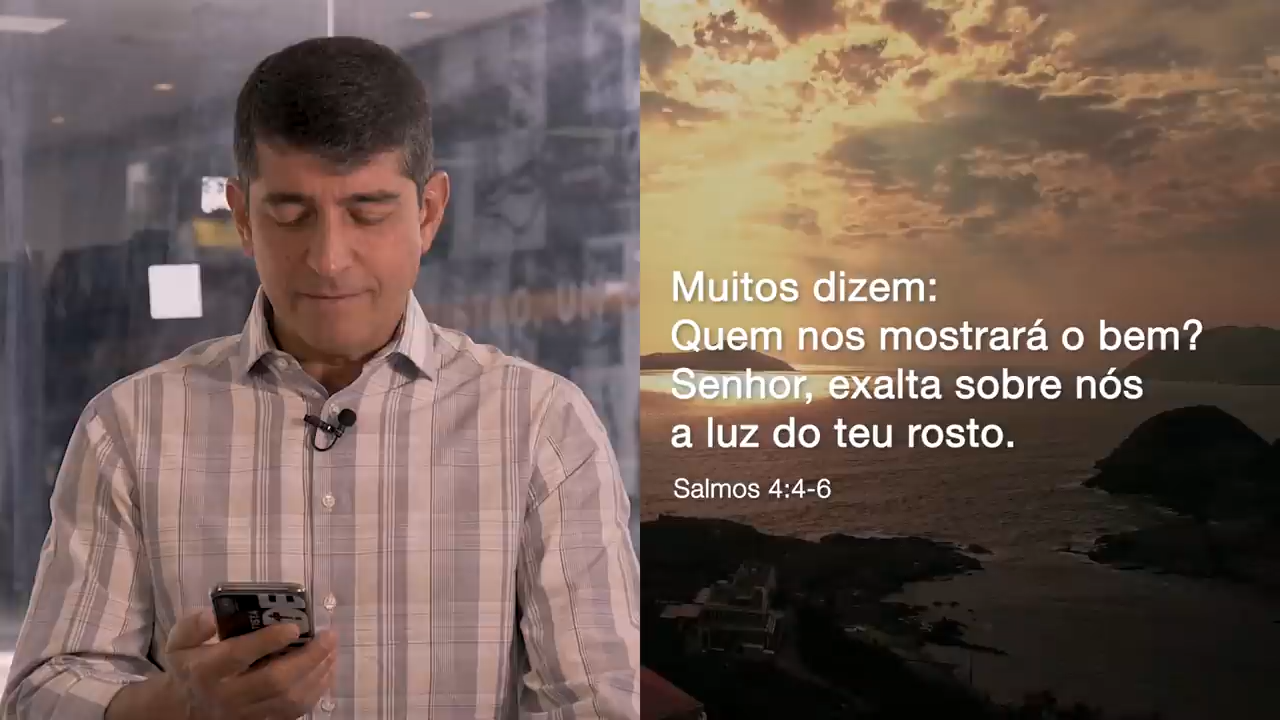 Muitos dizem:
Quem nos mostrará o bem?
Senhor, exalta sobre nós
a luz do teu rosto.
Salmos 4:4-6